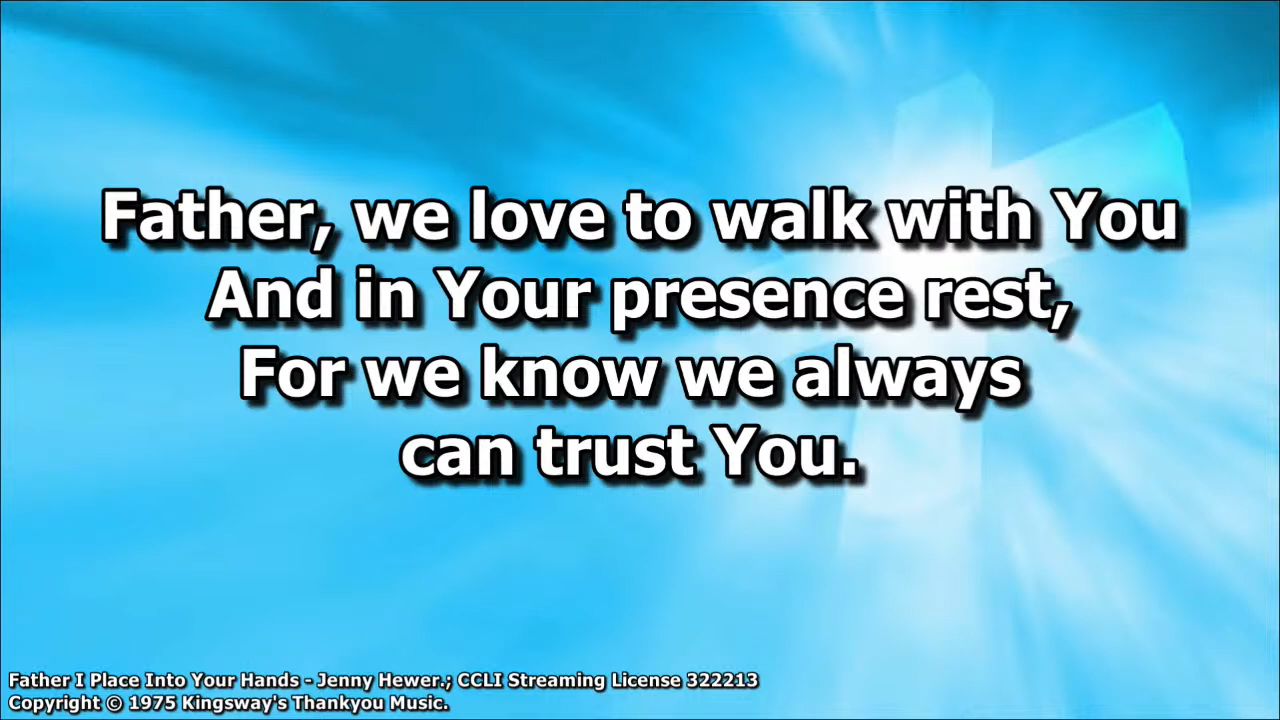 Father, we love to walk with You
And in Your presence rest,
For we know we always
can trust You.
Father I Place Into Your Hands - Jenny Hewer.; CCLI Streaming License 322213
Copyright © 1975 Kingsway's Thankyou Music.